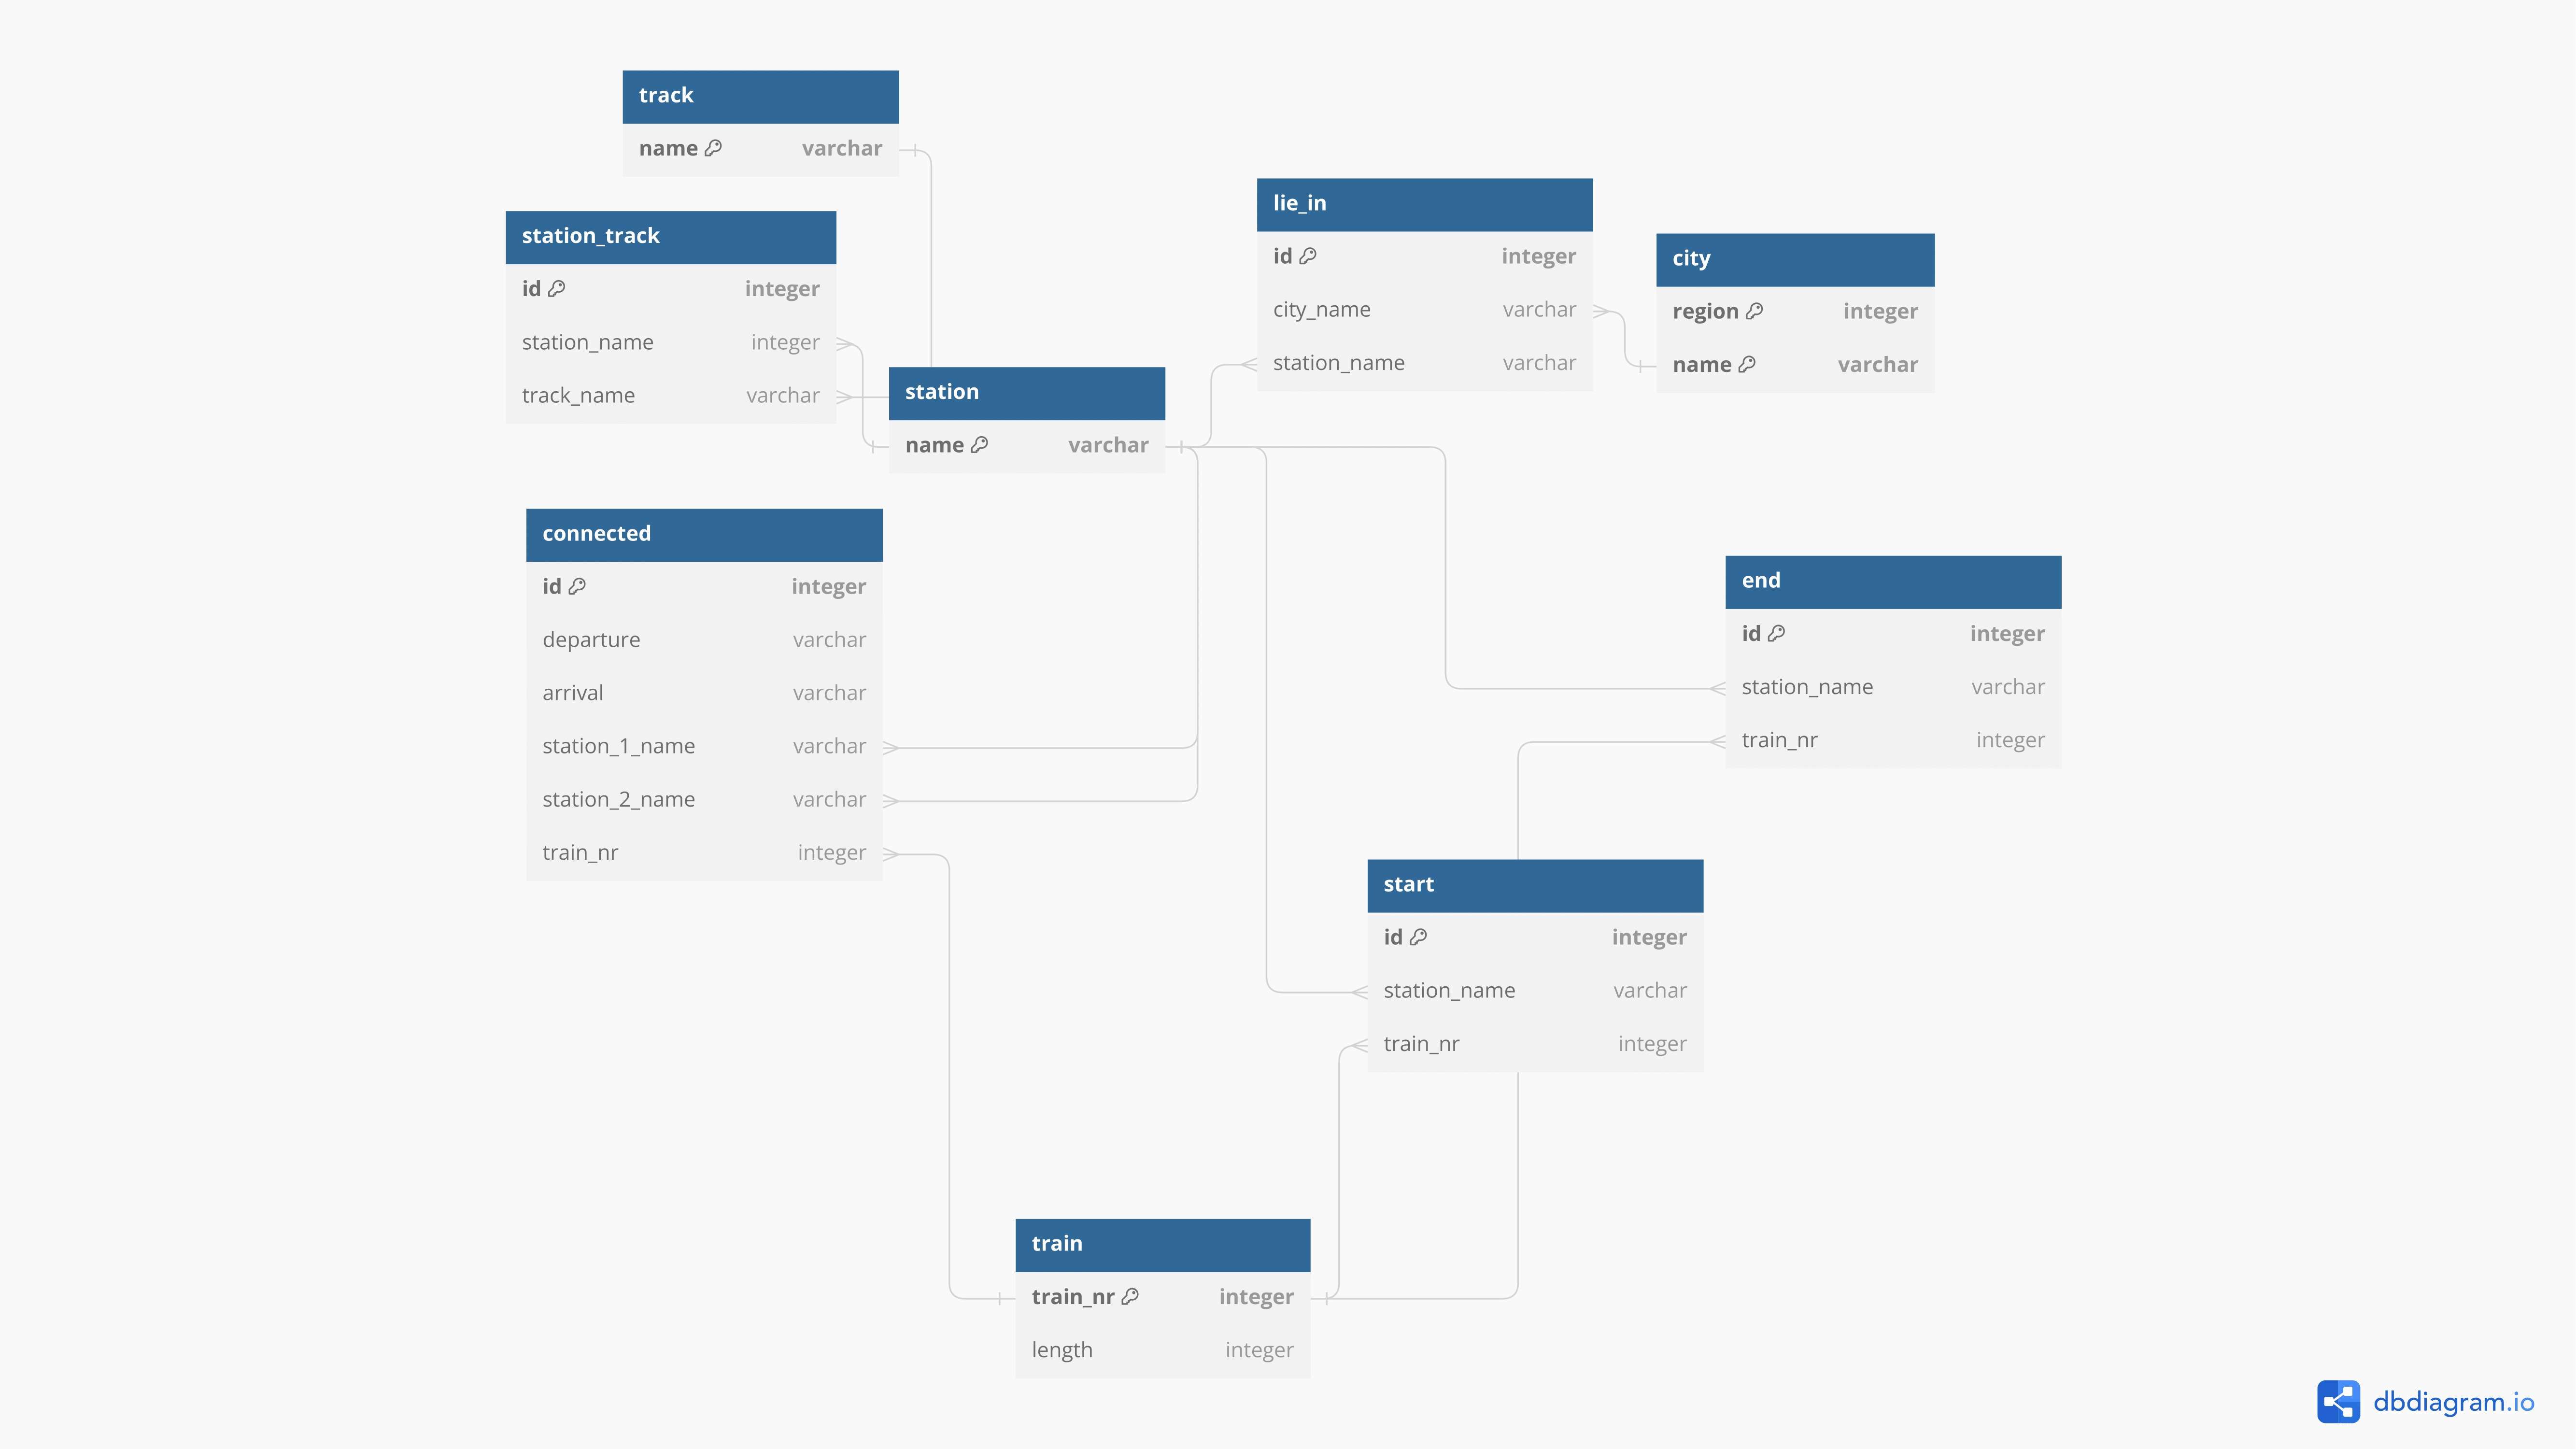 track
name varchar
station_track
id integer
station_name integer
track_name varchar
station
name varchar
lie_in
id integer
city_name varchar
station_name varchar
city
region integer
name varchar
connected
id integer
departure varchar
arrival varchar
station_1_name varchar
station_2_name varchar
train_nr integer
end
id integer
station_name varchar
train_nr integer
start
id integer
station_name varchar
train_nr integer
train
train_nr integer
length integer
dbdiagram.io